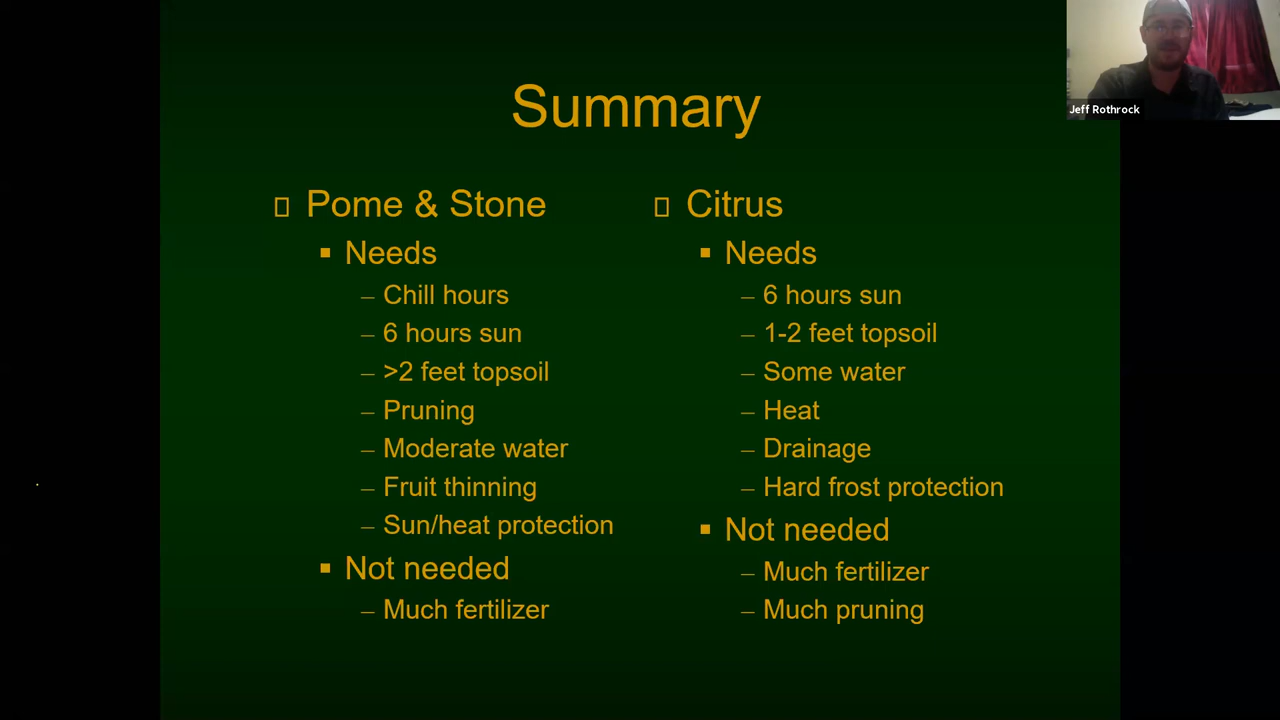 Summary
Pome & Stone
Needs
– Chill hours
– 6 hours sun
– >2 feet topsoil
– Pruning
– Moderate water
– Fruit thinning
– Sun/heat protection
Not needed
– Much fertilizer
Citrus
Needs
– 6 hours sun
– 1-2 feet topsoil
– Some water
– Heat
– Drainage
– Hard frost protection
Not needed
– Much fertilizer
– Much pruning
Jeff Rothrock